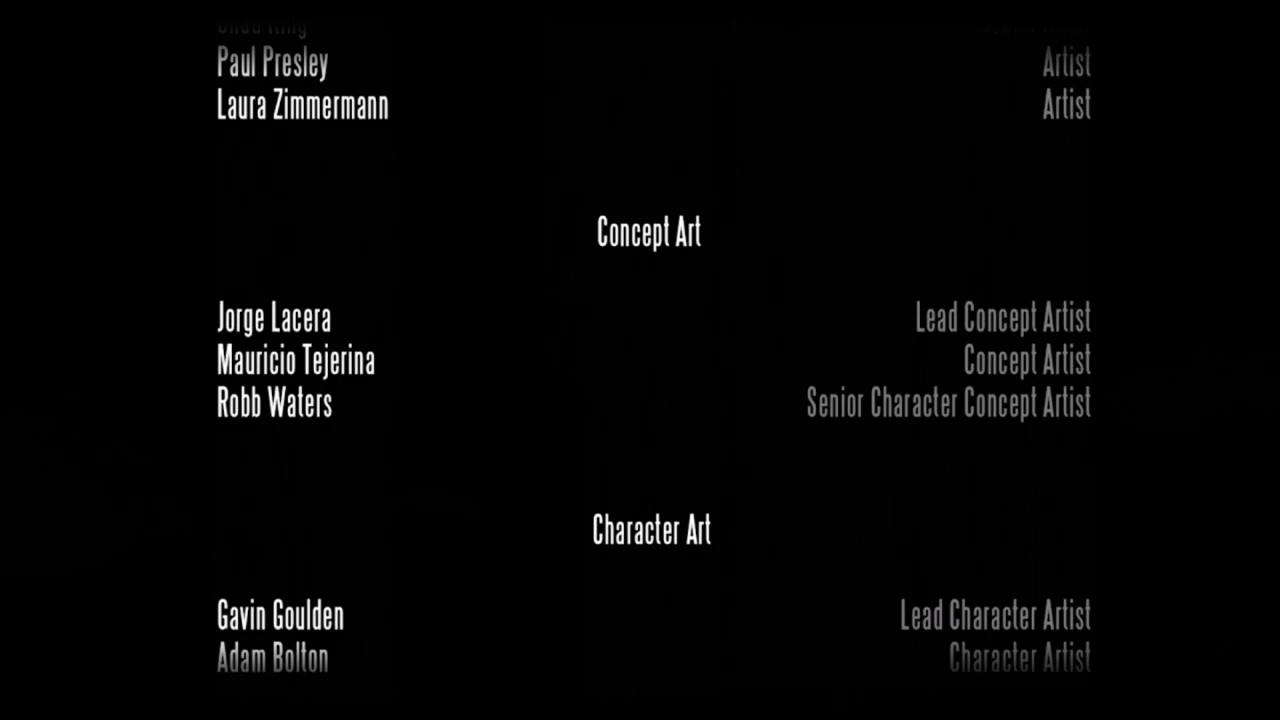 Paul Presley Artist
Laura Zimmermann Artist
Concept Art
Jorge Lacera Lead Concept Artist
Mauricio Tejerina Concept Artist
Robb Waters Senior Character Concept Artist
Character Art
Gavin Goulden Lead Character Artist
Adam Bolton Character Artist